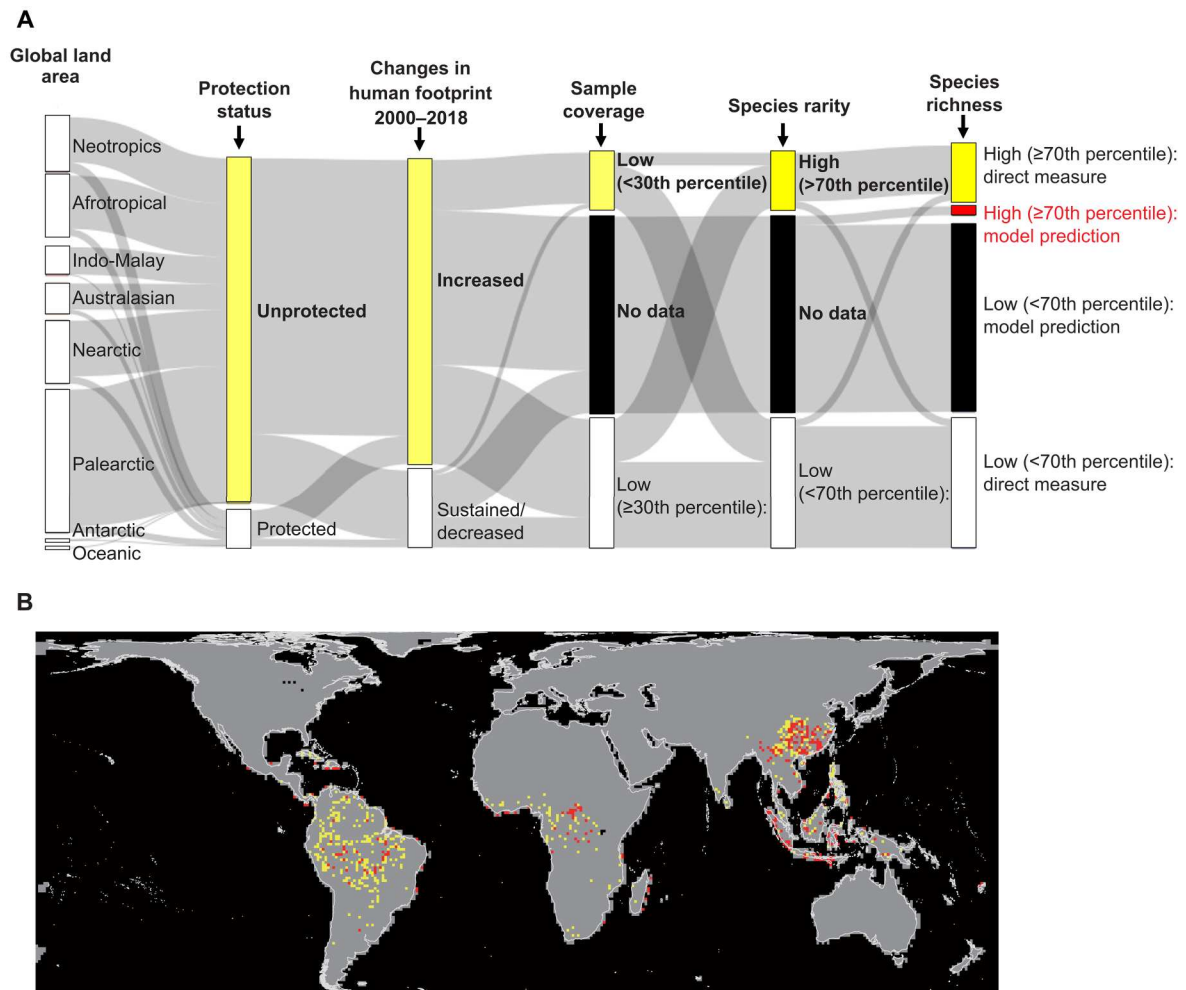 A
Global land
area
Protection
status
Changes in
human footprint
2000–2018
Sample
coverage
Species rarity
Species
richness
Neotropics
Afrotropical
Indo-Malay
Australasian
Nearctic
Palearctic
Antarctic
Oceanic
Unprotected
Protected
Increased
Sustained/
decreased
Low
(<30th percentile)
No data
Low
(≥30th percentile):
High
(>70th percentile)
No data
Low
(<70th percentile):
High (≥70th percentile):
direct measure
High (≥70th percentile):
model prediction
Low (<70th percentile):
model prediction
Low (<70th percentile):
direct measure
B